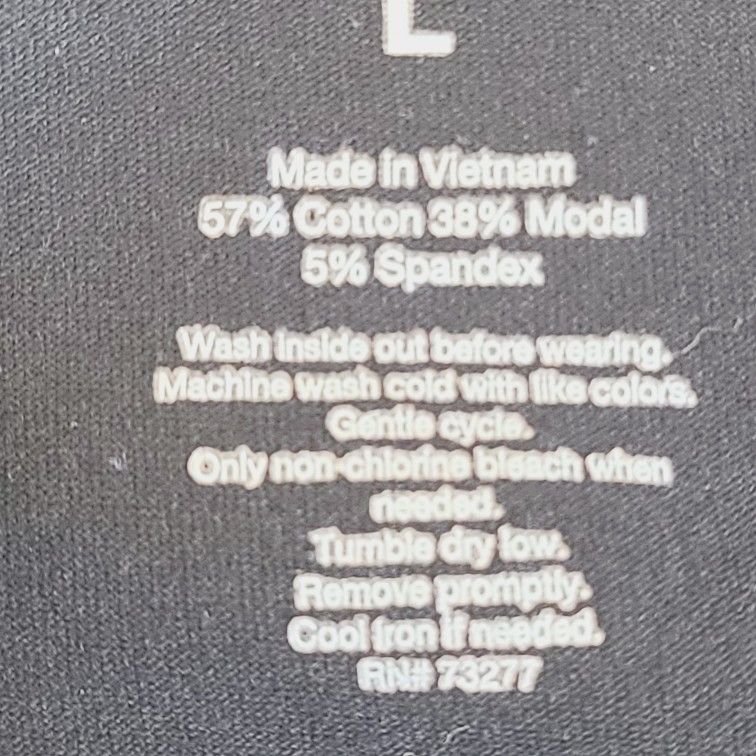 L
Made in Vietnam
57% Cotton 38% Modal
5% Spandex
Wash inside out before wearing.
Machine wash cold with like colors.
Gentle cycle.
Only non-chlorine bleach when
needed.
Tumble dry low.
Remove promptly.
Cool iron if needed.
RN# 73277